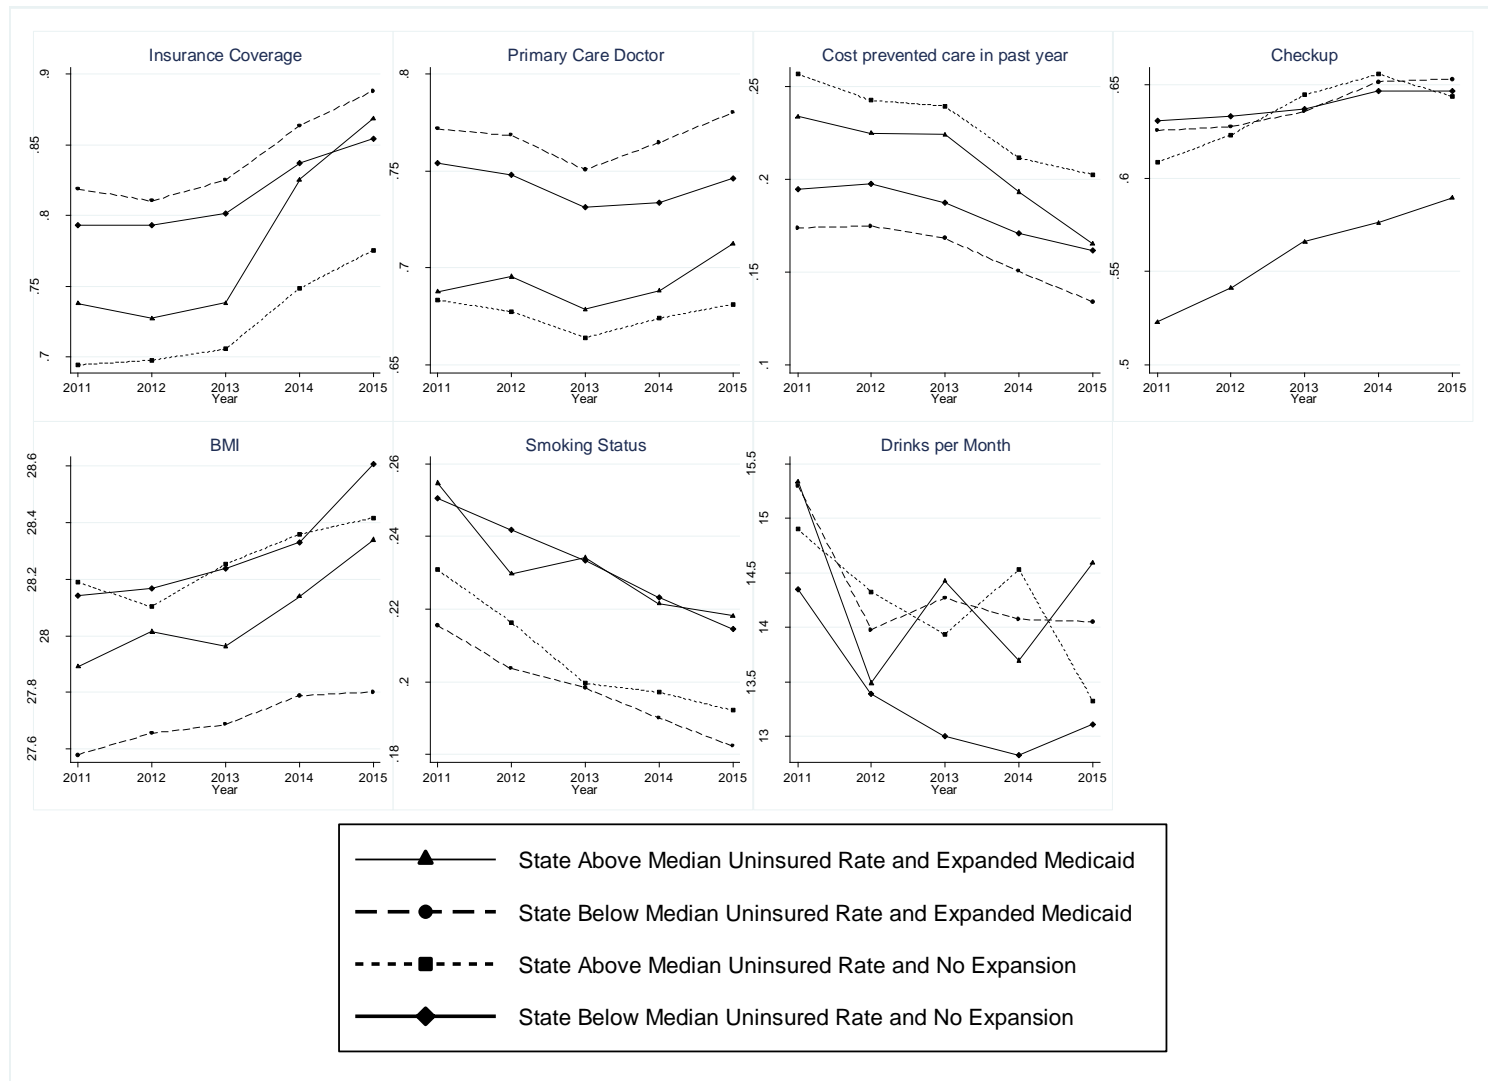 Insurance Coverage
.9
.85
.8
.75
.7
2011 2012 2013 2014 2015
Year
Primary Care Doctor
.8
.75
.7
.65
2011 2012 2013 2014 2015
Year
Cost prevented care in past year
.25
.2
.15
.1
2011 2012 2013 2014 2015
Year
Checkup
.65
.6
.55
.5
2011 2012 2013 2014 2015
Year
BMI
28.6
28.4
28.2
28
27.8
27.6
2011 2012 2013 2014 2015
Year
Smoking Status
.26
.24
.22
.2
.18
2011 2012 2013 2014 2015
Year
Drinks per Month
15.5
15
14.5
14
13.5
13
2011 2012 2013 2014 2015
Year
State Above Median Uninsured Rate and Expanded Medicaid
State Below Median Uninsured Rate and Expanded Medicaid
State Above Median Uninsured Rate and No Expansion
State Below Median Uninsured Rate and No Expansion